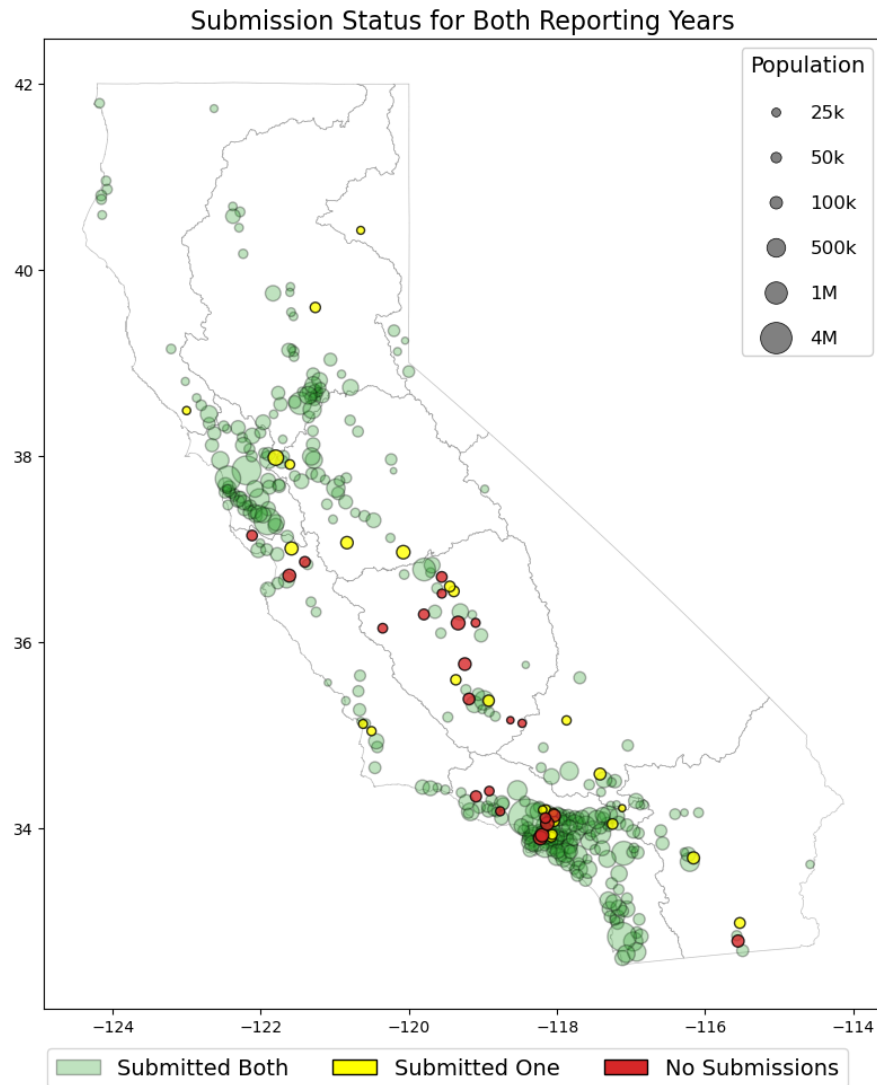 Submission Status for Both Reporting Years
Population
25k
50k
100k
500k
1M
4M
42
40
38
36
34
−124
−122
−120
−118
−116
−114
Submitted Both
Submitted One
No Submissions